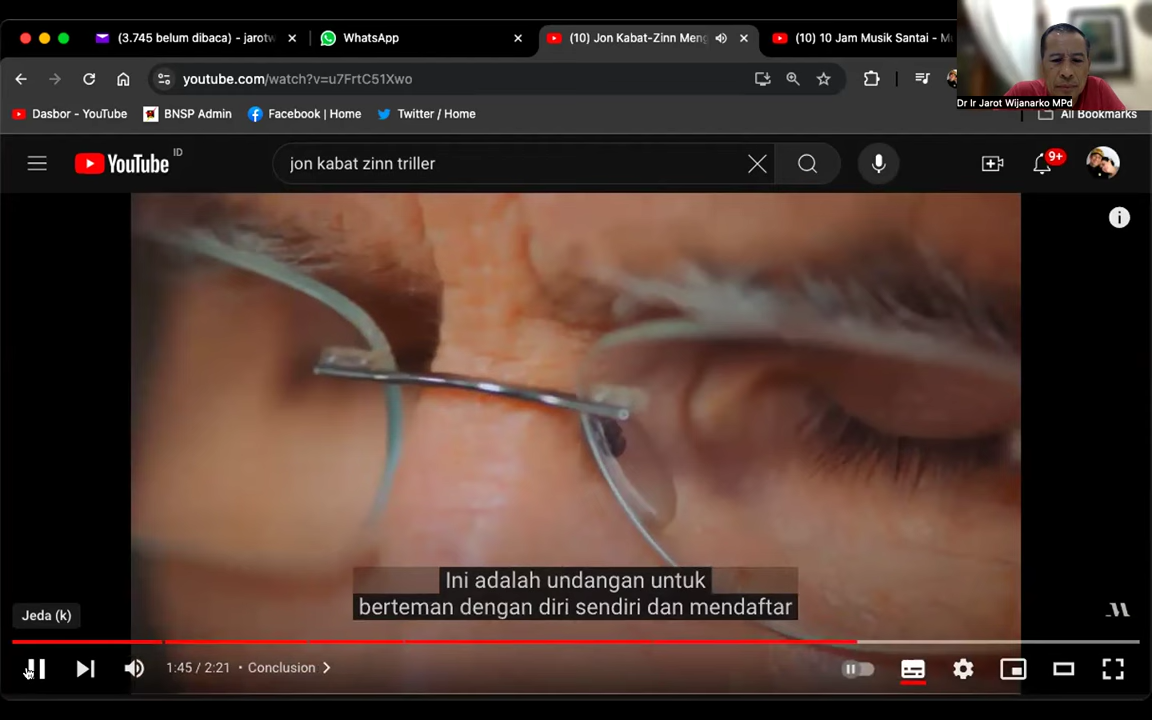 (3.745 belum dibaca) - jarotw
WhatsApp
(10) Jon Kabat-Zinn Meng
(10) 10 Jam Musik Santai - M
youtube.com/watch?v=u7FrtC51Xwo
Dr Ir Jarot Wijanarko MPd
Dasbor - YouTube
BNSP Admin
Facebook | Home
Twitter / Home
All Bookmarks
YouTube ID
jon kabat zinn triller
9+
Ini adalah undangan untuk
berteman dengan diri sendiri dan mendaftar
Jeda (k)
1:45 / 2:21 • Conclusion